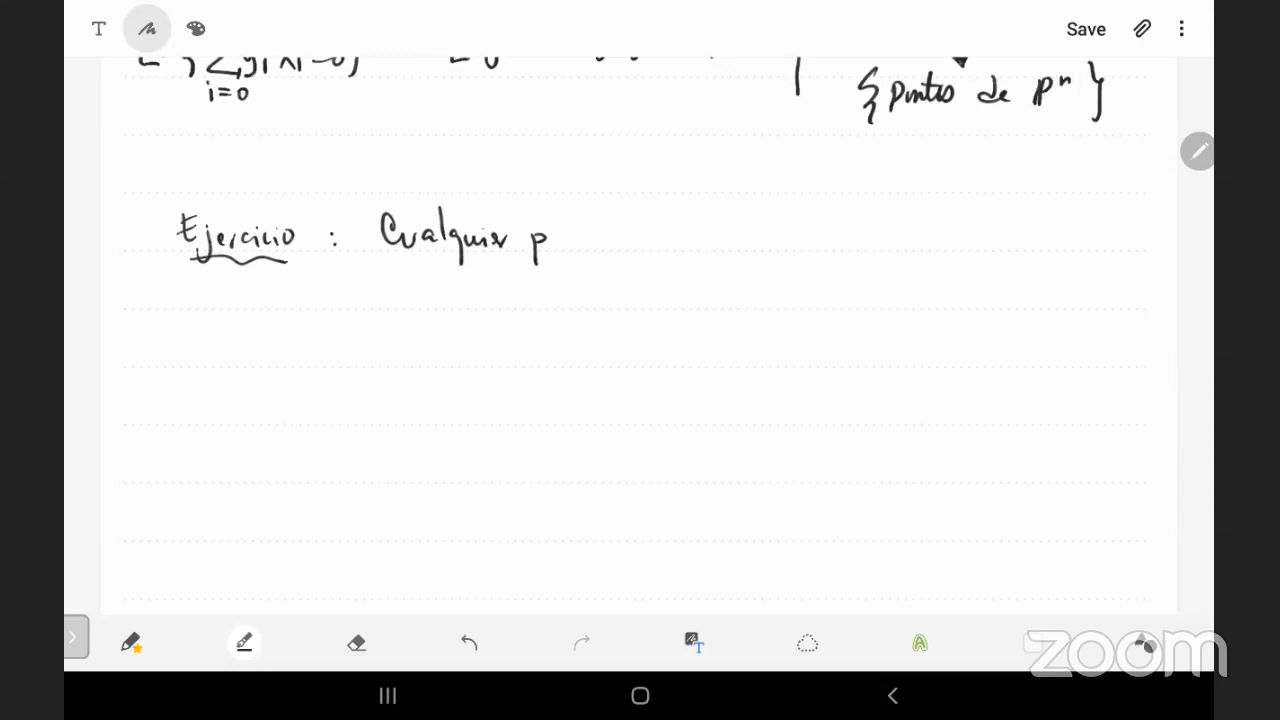 T Save
i=0
{ puntos de Pⁿ }
Ejercicio : Cualquier p
zoom